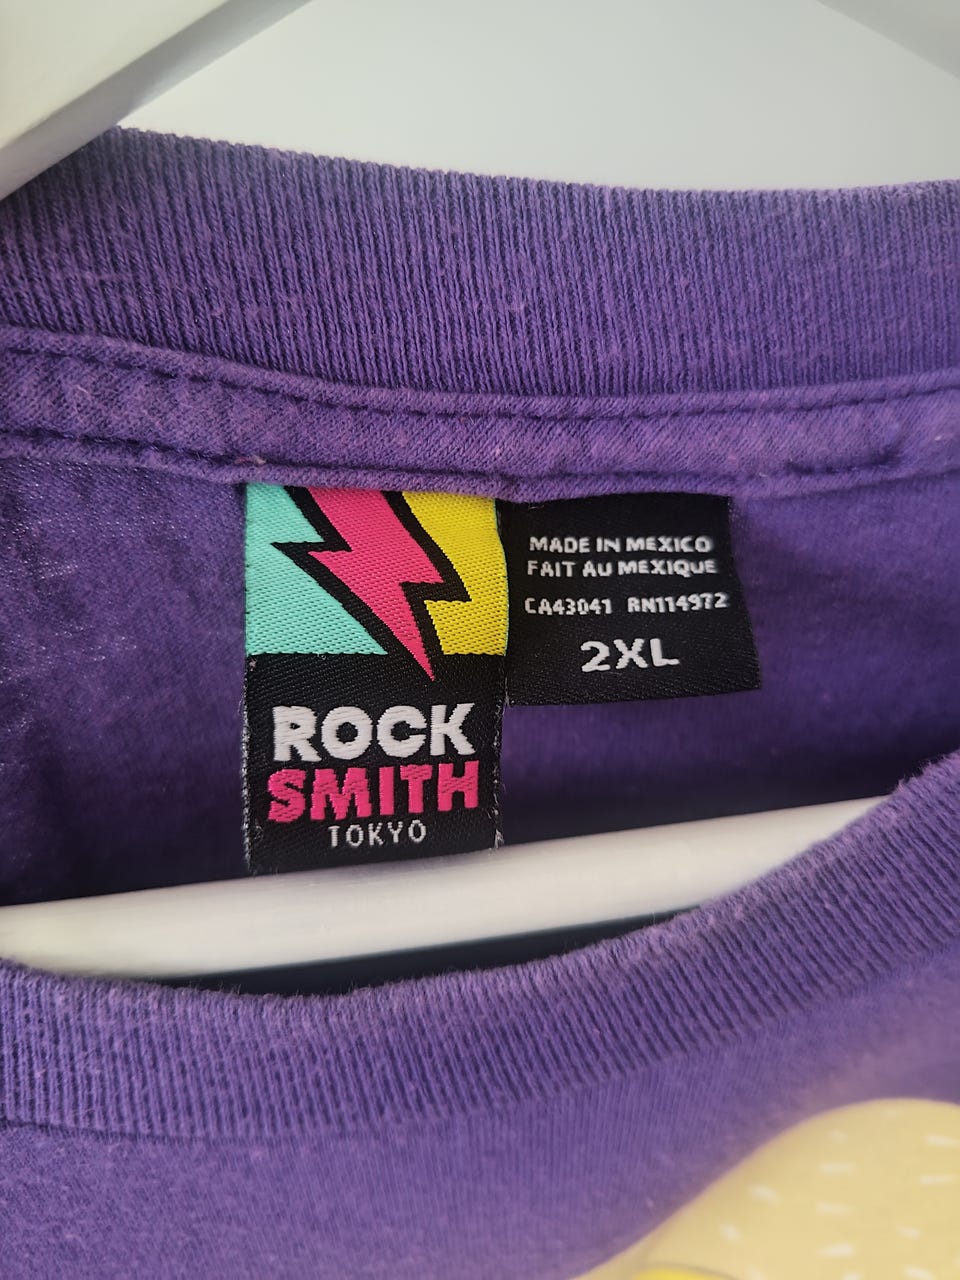 ROCK
SMITH
TOKYO
MADE IN MEXICO
FAIT AU MEXIQUE
CA43041 RN114972
2XL